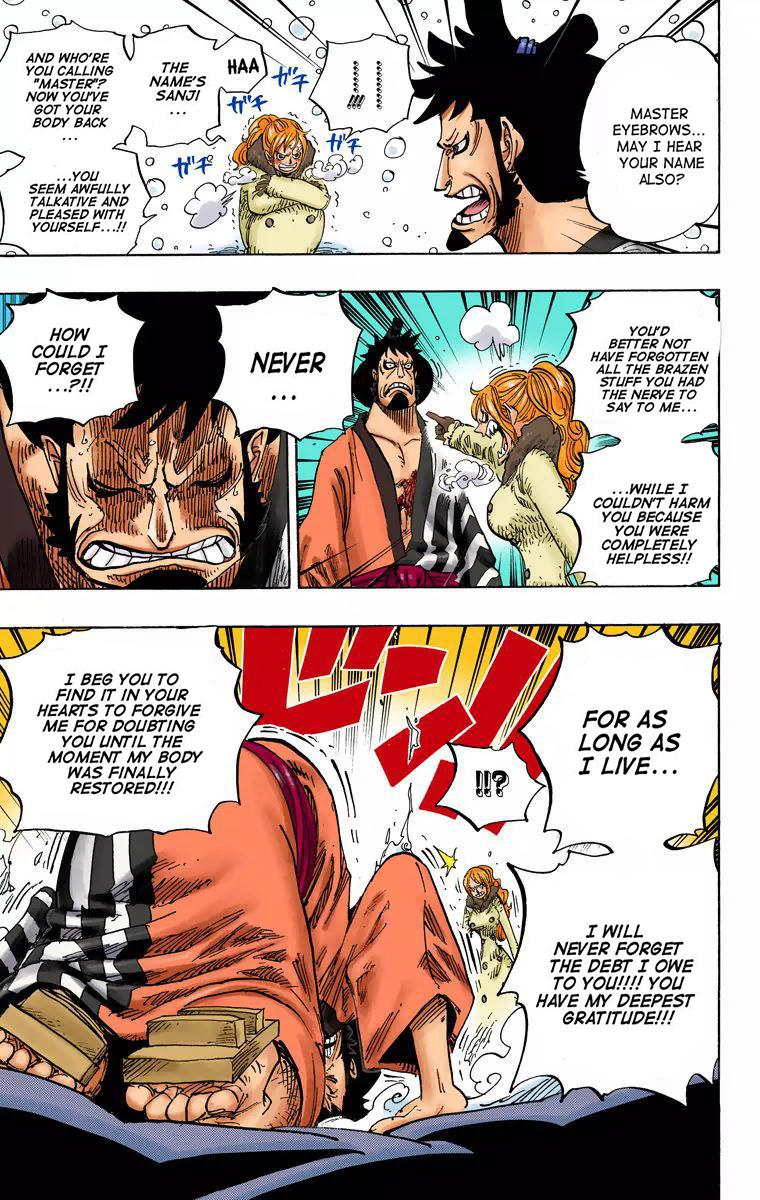 MASTER
EYEBROWS...
MAY I HEAR
YOUR NAME
ALSO?
!!!
HAA
ガチ
ガチ
ガチ
ガチ
THE
NAME'S
SANJI
...
AND WHO'RE
YOU CALLING
"MASTER"?
NOW YOU'VE
GOT YOUR
BODY BACK
...
...YOU
SEEM AWFULLY
TALKATIVE AND
PLEASED WITH
YOURSELF...!!
YOU'D
BETTER NOT
HAVE FORGOTTEN
ALL THE BRAZEN
STUFF YOU HAD
THE NERVE TO
SAY TO ME...
...WHILE I
COULDN'T HARM
YOU BECAUSE
YOU WERE
COMPLETELY
HELPLESS!!
NEVER
...
HOW
COULD I
FORGET
...?!!
FOR AS
LONG AS
I LIVE...
!!?
I WILL
NEVER FORGET
THE DEBT I OWE
TO YOU!!!! YOU
HAVE MY DEEPEST
GRATITUDE!!!
I BEG YOU TO
FIND IT IN YOUR
HEARTS TO FORGIVE
ME FOR DOUBTING
YOU UNTIL THE
MOMENT MY BODY
WAS FINALLY
RESTORED!!!